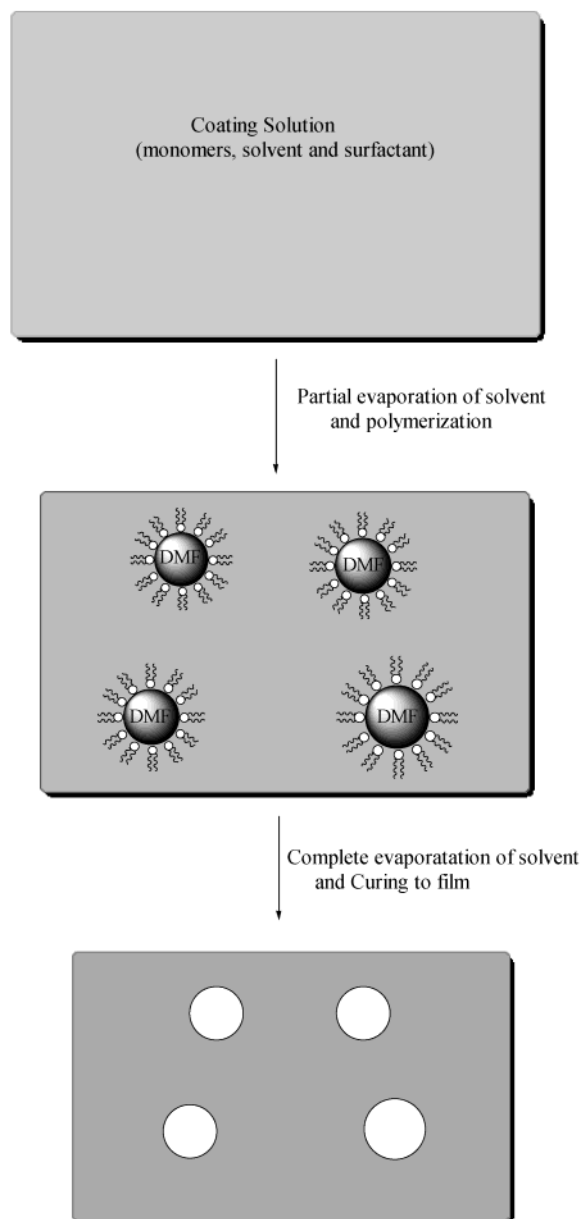 Coating Solution
(monomers, solvent and surfactant)
Partial evaporation of solvent
and polymerization
DMF
DMF
DMF
DMF
Complete evaporatation of solvent
and Curing to film